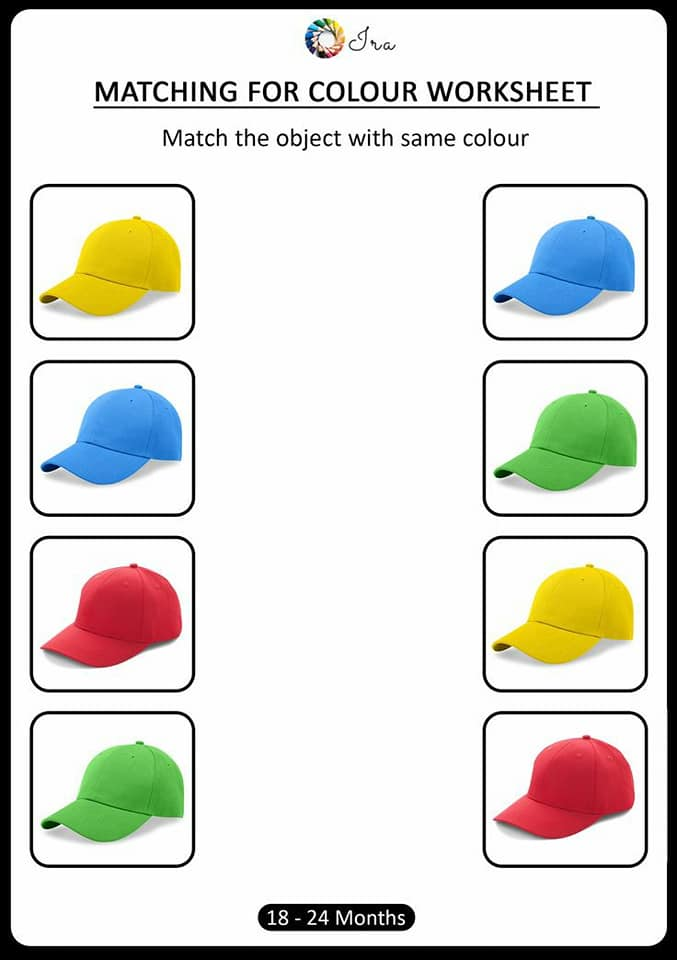 Ira
MATCHING FOR COLOUR WORKSHEET
Match the object with same colour
18 - 24 Months